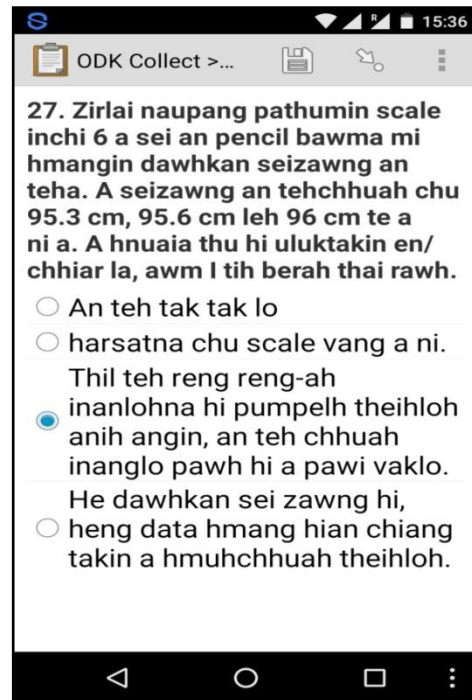 R
15:36
ODK Collect >...
27. Zirlai naupang pathumin scale
inchi 6 a sei an pencil bawma mi
hmangin dawhkan seizawng an
teha. A seizawng an tehchhuah chu
95.3 cm, 95.6 cm leh 96 cm te a
ni a. A hnuaia thu hi uluktakin en/
chhiar la, awm I tih berah thai rawh.
An teh tak tak lo
harsatna chu scale vang a ni.
Thil teh reng reng-ah
inanlohna hi pumpelh theihloh
anih angin, an teh chhuah
inanglo pawh hi a pawi vaklo.
He dawhkan sei zawng hi,
heng data hmang hian chiang
takin a hmuhchhuah theihloh.